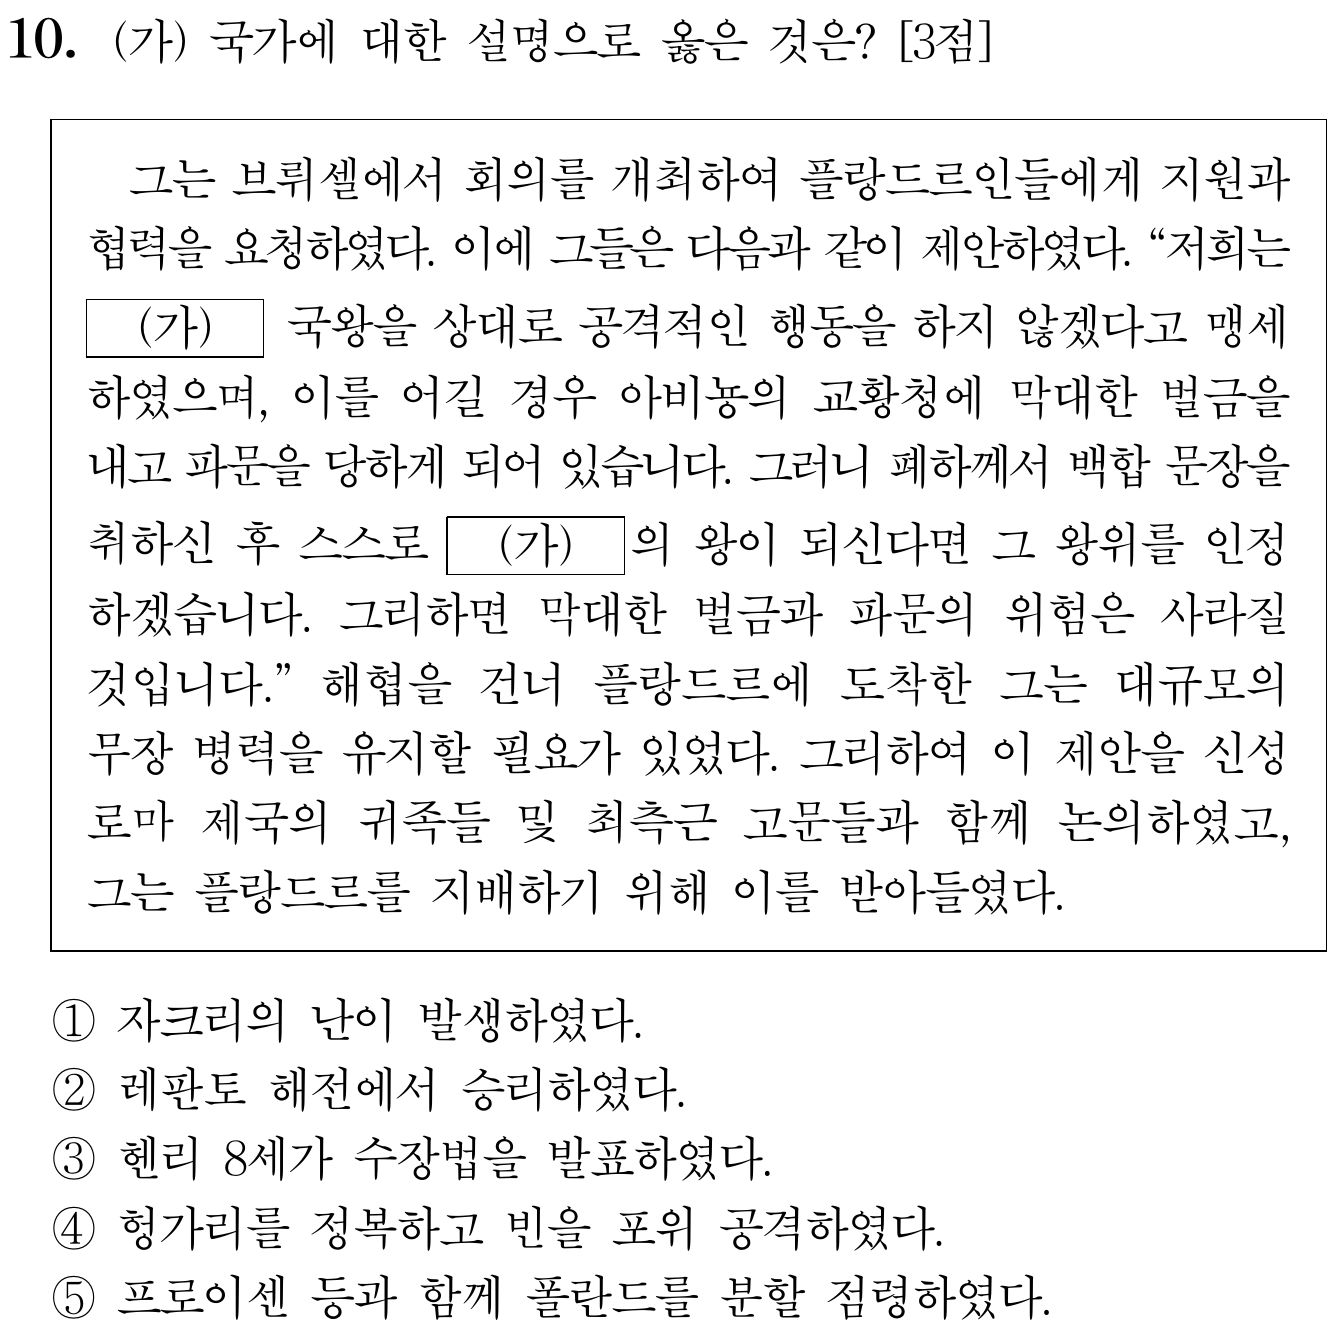 10. (가) 국가에 대한 설명으로 옳은 것은? [3점]
그는 브뤼셀에서 회의를 개최하여 플랑드르인들에게 지원과
협력을 요청하였다. 이에 그들은 다음과 같이 제안하였다. “저희는
(가) 국왕을 상대로 공격적인 행동을 하지 않겠다고 맹세
하였으며, 이를 어길 경우 아비뇽의 교황청에 막대한 벌금을
내고 파문을 당하게 되어 있습니다. 그러니 폐하께서 백합 문장을
취하신 후 스스로 (가) 의 왕이 되신다면 그 왕위를 인정
하겠습니다. 그리하면 막대한 벌금과 파문의 위험은 사라질
것입니다.” 해협을 건너 플랑드르에 도착한 그는 대규모의
무장 병력을 유지할 필요가 있었다. 그리하여 이 제안을 신성
로마 제국의 귀족들 및 최측근 고문들과 함께 논의하였고,
그는 플랑드르를 지배하기 위해 이를 받아들였다.
① 자크리의 난이 발생하였다.
② 레판토 해전에서 승리하였다.
③ 헨리 8세가 수장법을 발표하였다.
④ 헝가리를 정복하고 빈을 포위 공격하였다.
⑤ 프로이센 등과 함께 폴란드를 분할 점령하였다.